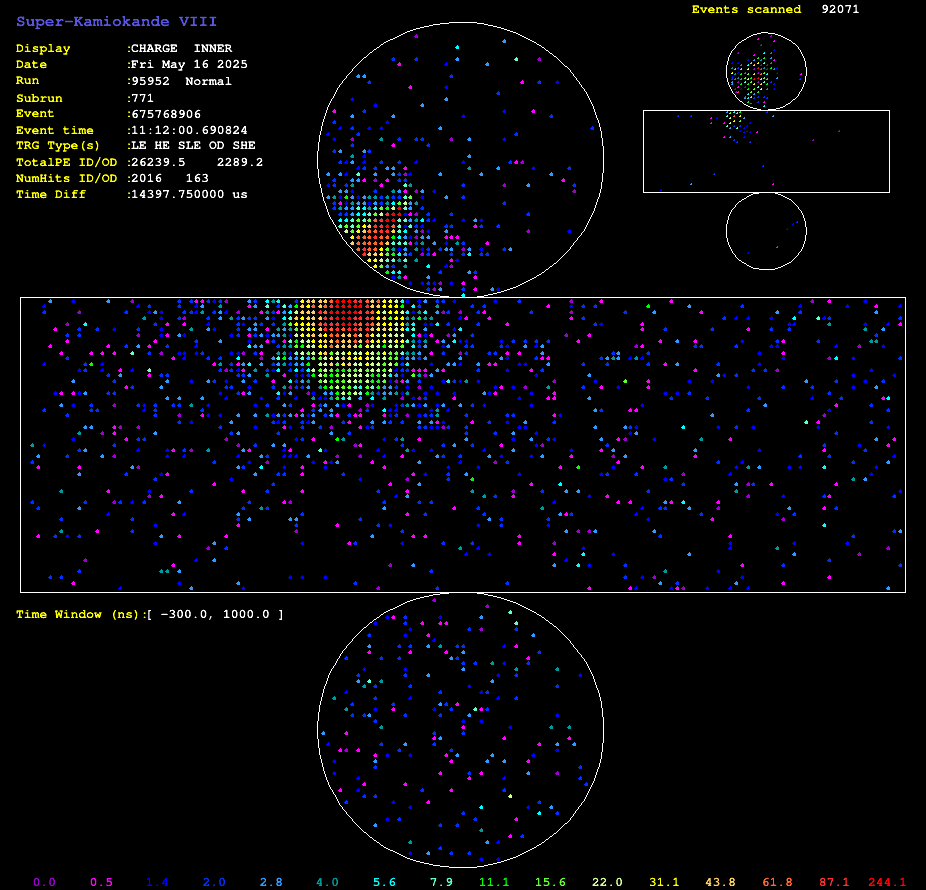 Events scanned 92071
Super-Kamiokande VIII
Display :CHARGE INNER
Date :Fri May 16 2025
Run :95952 Normal
Subrun :771
Event :675768906
Event time :11:12:00.690824
TRG Type(s) :LE HE SLE OD SHE
TotalPE ID/OD :26239.5 2289.2
NumHits ID/OD :2016 163
Time Diff :14397.750000 us
Time Window (ns):[ -300.0, 1000.0 ]
0.0 0.5 1.4 2.0 2.8 4.0 5.6 7.9 11.1 15.6 22.0 31.1 43.8 61.8 87.1 244.1